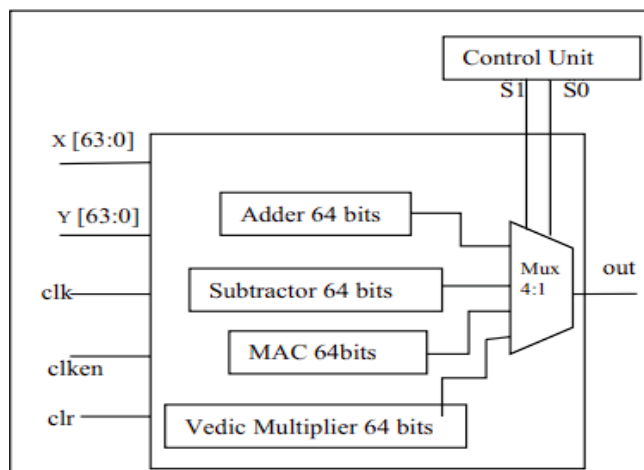 Control Unit
S1 S0
X [63:0]
Y [63:0]
Adder 64 bits
Mux
4:1
out
clk
Subtractor 64 bits
MAC 64bits
clken
clr
Vedic Multiplier 64 bits